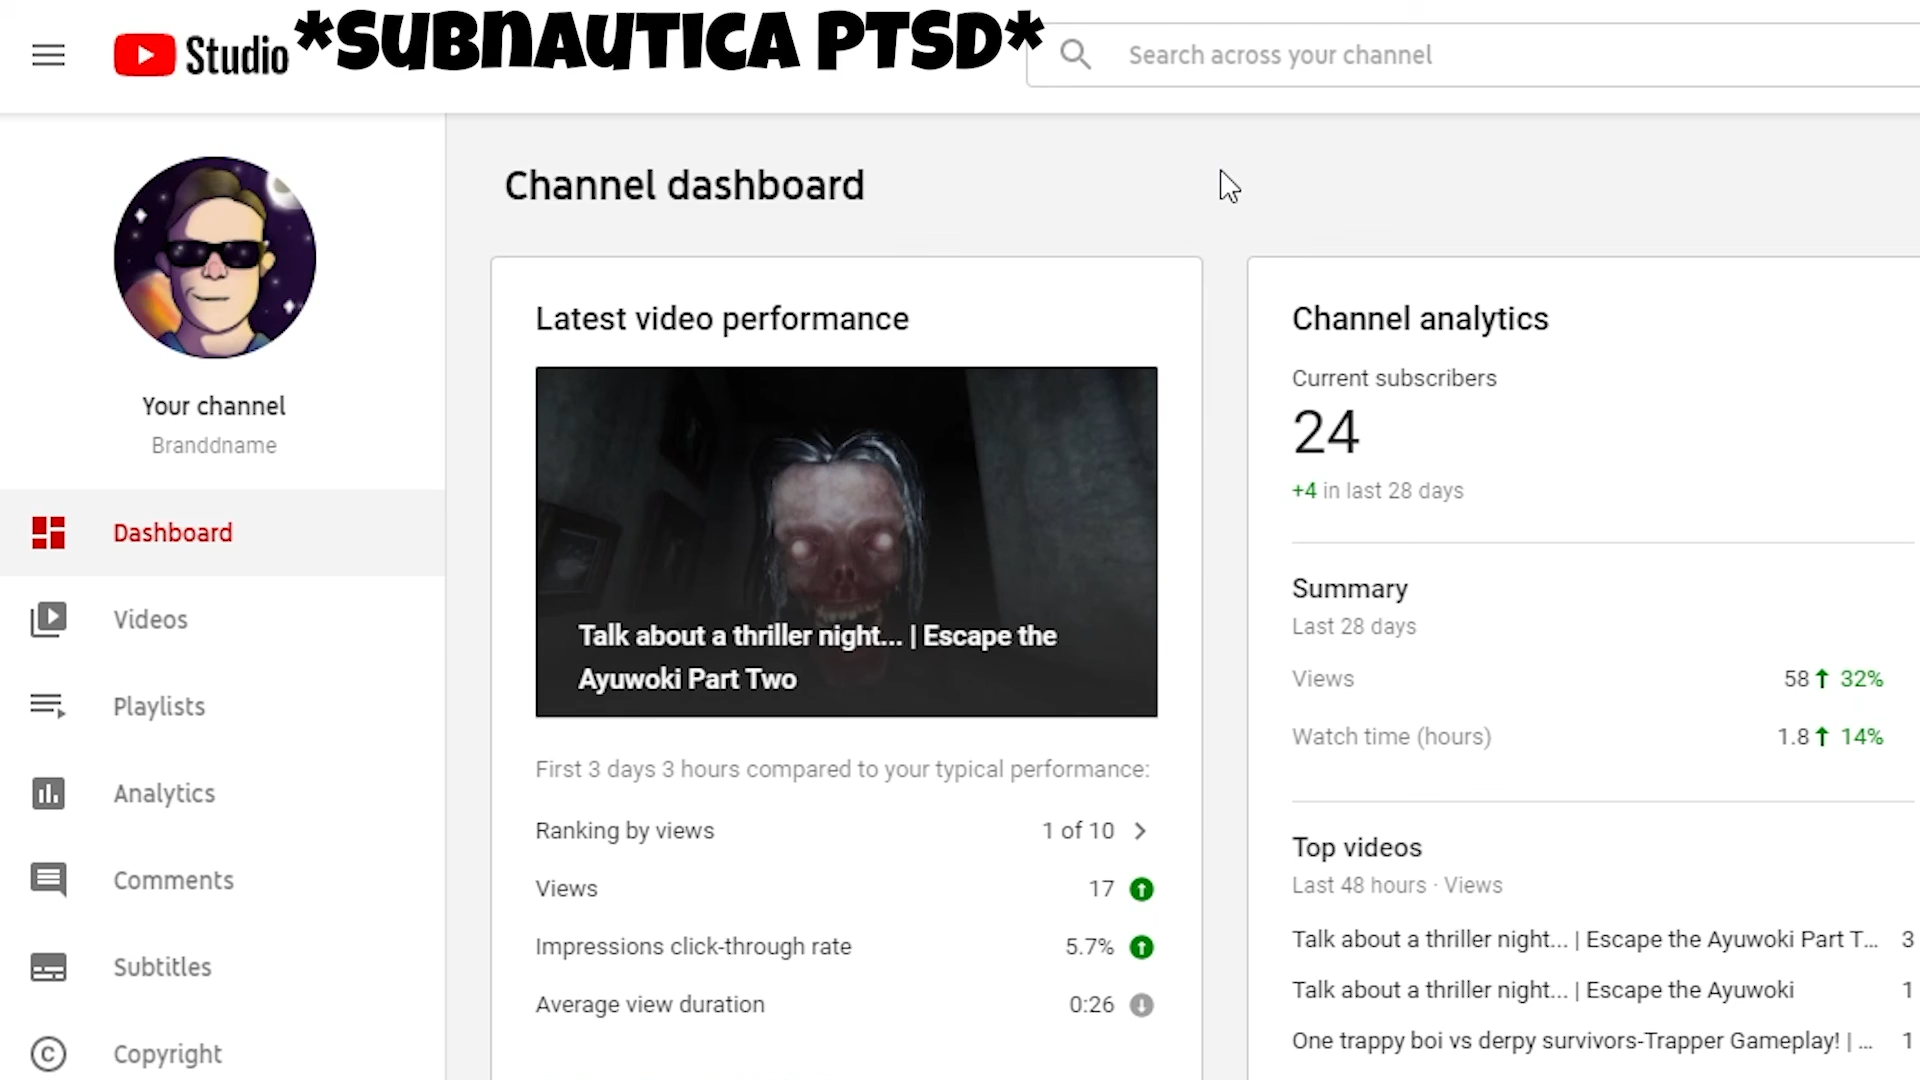 Studio
*SUBNAUTICA PTSD*
Search across your channel
Your channel
Branddname
Dashboard
Videos
Playlists
Analytics
Comments
Subtitles
Copyright
Channel dashboard
Latest video performance
Talk about a thriller night... | Escape the
Ayuwoki Part Two
First 3 days 3 hours compared to your typical performance:
Ranking by views 1 of 10
Views 17
Impressions click-through rate 5.7%
Average view duration 0:26
Channel analytics
Current subscribers
24
+4 in last 28 days
Summary
Last 28 days
Views 58 32%
Watch time (hours) 1.8 14%
Top videos
Last 48 hours · Views
Talk about a thriller night... | Escape the Ayuwoki Part T... 3
Talk about a thriller night... | Escape the Ayuwoki 1
One trappy boi vs derpy survivors-Trapper Gameplay! | ... 1